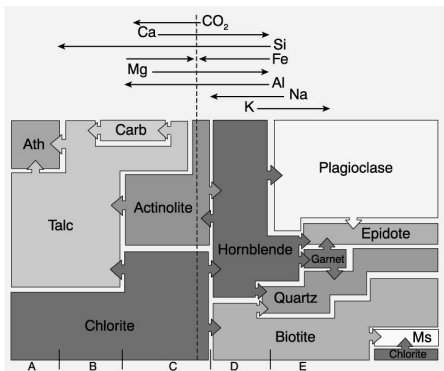 CO2
Ca
Si
Fe
Mg
Al
Na
K
Ath
Carb
Plagioclase
Actinolite
Talc
Epidote
Hornblende
Garnet
Quartz
Chlorite
Biotite
Ms
Chlorite
A B C D E